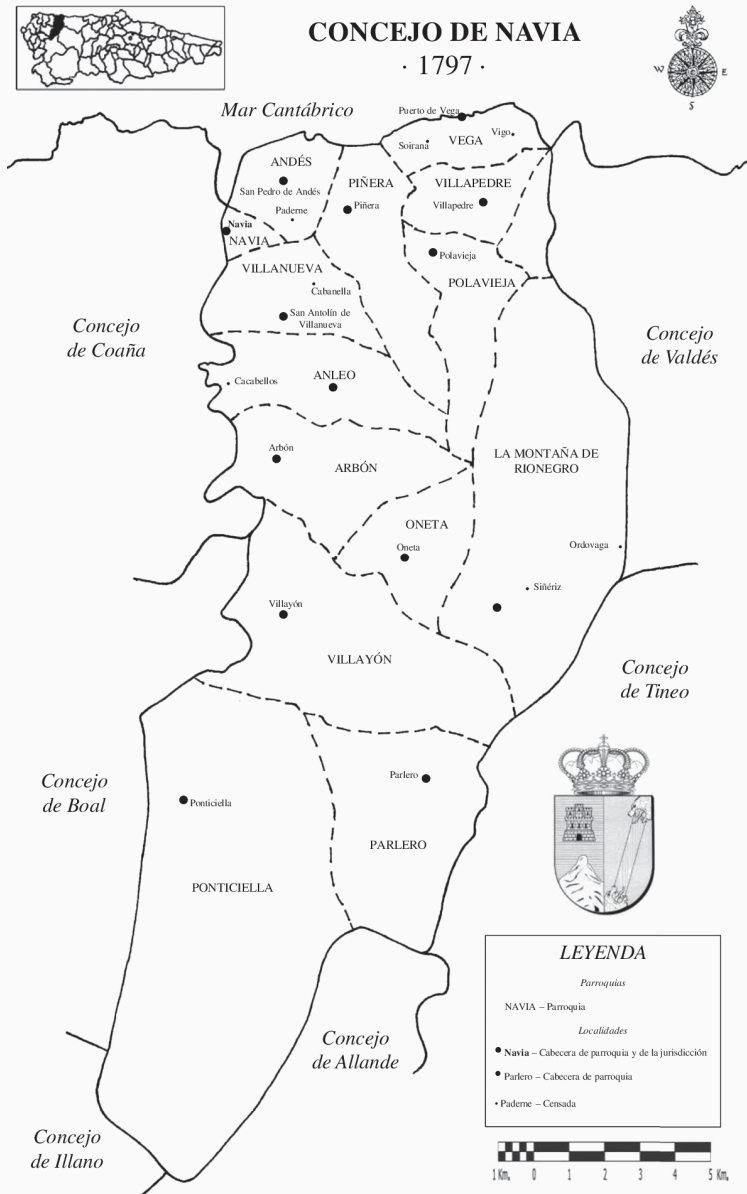 CONCEJO DE NAVIA
· 1797 ·
W
E
S
Mar Cantábrico
Puerto de Vega
Vigo
VEGA
Soirana
ANDÉS
San Pedro de Andés
PIÑERA
VILLAPEDRE
Villapedre
Paderne
Piñera
Navia
NAVIA
VILLANUEVA
Polavieja
POLAVIEJA
Cabanella
San Antolín de
Villanueva
Concejo
de Coaña
Concejo
de Valdés
ANLEO
Cacabellos
Arbón
ARBÓN
LA MONTAÑA DE
RIONEGRO
ONETA
Oneta
Ordovaga
Siñériz
Villayón
VILLAYÓN
Concejo
de Tineo
Concejo
de Boal
Parlero
Ponticiella
PARLERO
PONTICIELLA
Concejo
de Allande
Concejo
de Illano
LEYENDA
Parroquias
NAVIA – Parroquia
Localidades
Navia – Cabecera de parroquia y de la jurisdicción
Parlero – Cabecera de parroquia
Paderne – Censada
1 Km. 0 1 2 3 4 5 Km.